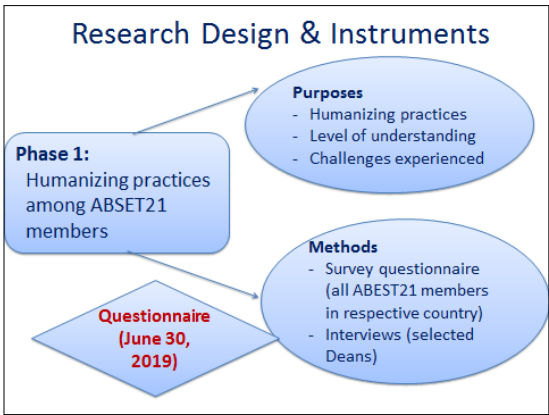 Research Design & Instruments
Purposes
- Humanizing practices
- Level of understanding
- Challenges experienced
Phase 1:
Humanizing practices
among ABSET21
members
Methods
- Survey questionnaire
(all ABEST21 members
in respective country)
- Interviews (selected
Deans)
Questionnaire
(June 30,
2019)